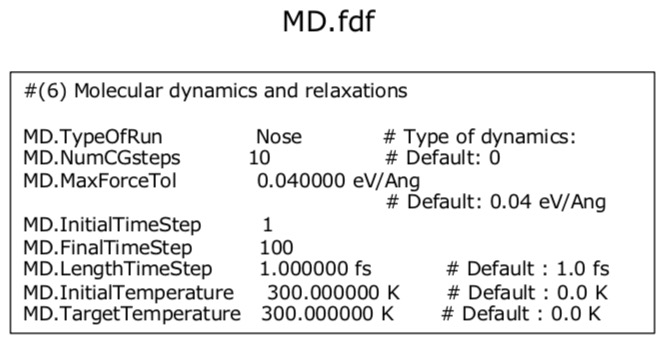 MD.fdf
#(6) Molecular dynamics and relaxations
MD.TypeOfRun Nose # Type of dynamics:
MD.NumCGsteps 10 # Default: 0
MD.MaxForceTol 0.040000 eV/Ang
# Default: 0.04 eV/Ang
MD.InitialTimeStep 1
MD.FinalTimeStep 100
MD.LengthTimeStep 1.000000 fs # Default : 1.0 fs
MD.InitialTemperature 300.000000 K # Default : 0.0 K
MD.TargetTemperature 300.000000 K # Default : 0.0 K